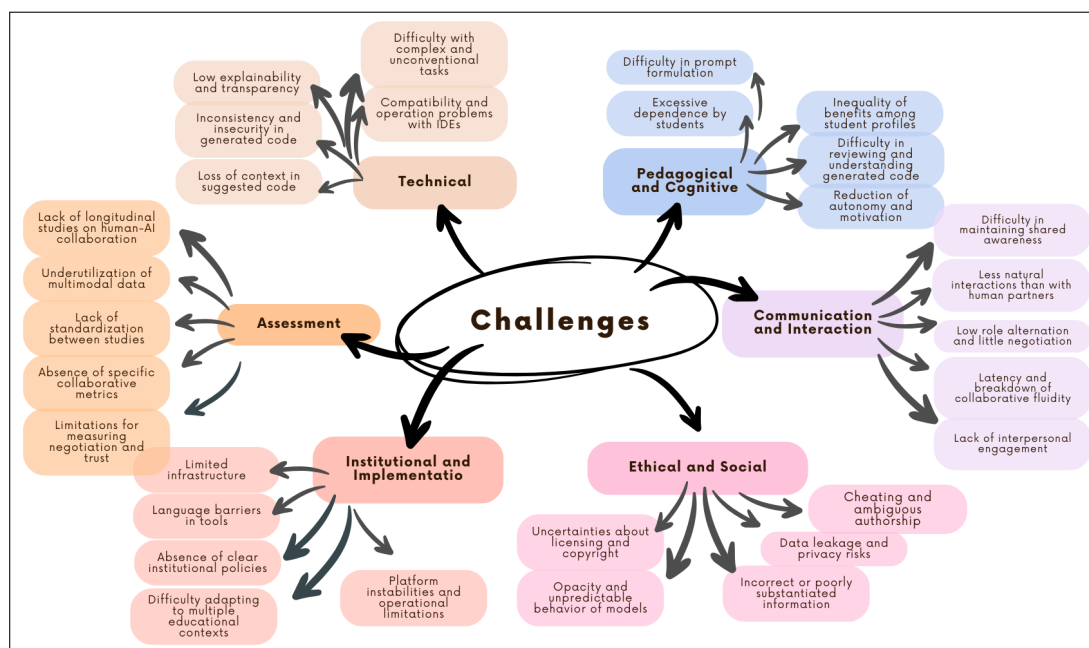 Challenges
Technical
Difficulty with
complex and
unconventional
tasks
Low explainability
and transparency
Compatibility and
operation problems
with IDEs
Inconsistency and
insecurity in
generated code
Loss of context in
suggested code
Pedagogical
and Cognitive
Difficulty in prompt
formulation
Excessive
dependence by
students
Inequality of
benefits among
student profiles
Difficulty in
reviewing and
understanding
generated code
Reduction of
autonomy and
motivation
Communication
and Interaction
Difficulty in
maintaining shared
awareness
Less natural
interactions than with
human partners
Low role alternation
and little negotiation
Latency and
breakdown of
collaborative fluidity
Lack of interpersonal
engagement
Assessment
Lack of longitudinal
studies on human-AI
collaboration
Underutilization of
multimodal data
Lack of
standardization
between studies
Absence of specific
collaborative
metrics
Limitations for
measuring
negotiation and
trust
Institutional and
Implementatio
Limited
infrastructure
Language barriers
in tools
Absence of clear
institutional policies
Difficulty adapting
to multiple
educational
contexts
Platform
instabilities and
operational
limitations
Ethical and Social
Uncertainties about
licensing and
copyright
Opacity and
unpredictable
behavior of models
Cheating and
ambiguous
authorship
Data leakage and
privacy risks
Incorrect or poorly
substantiated
information